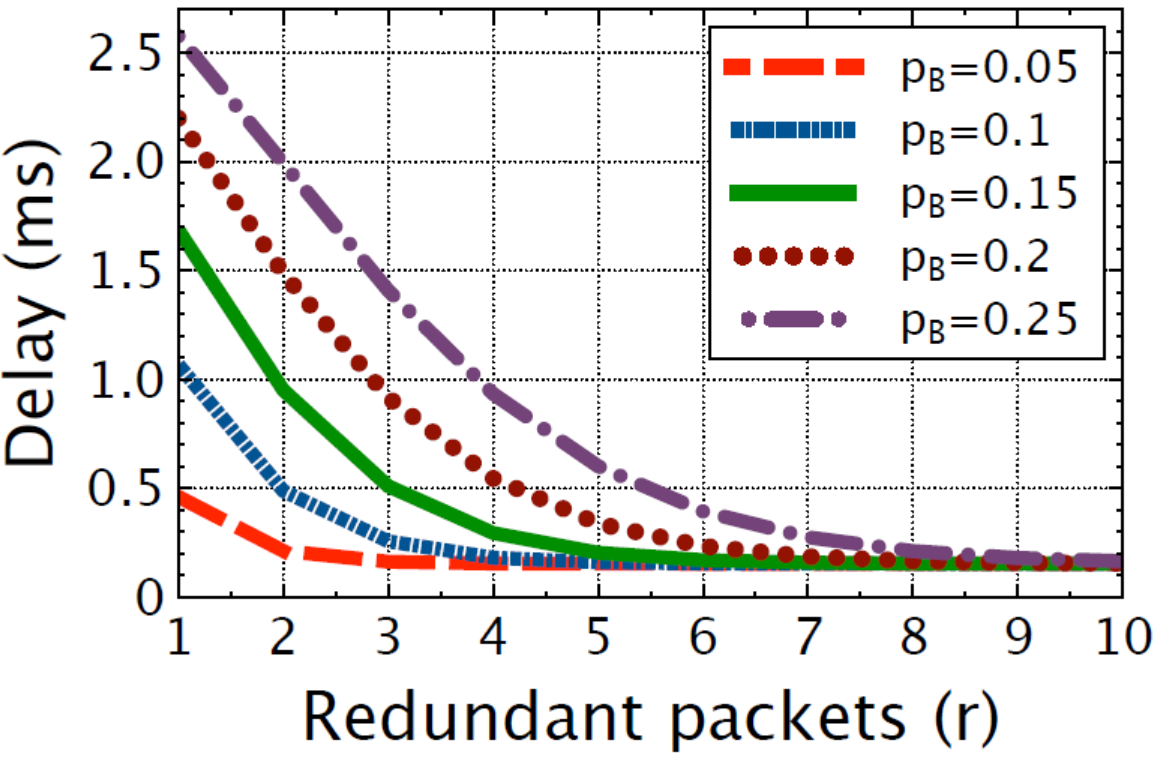 Delay (ms)
2.5
2.0
1.5
1.0
0.5
0
1 2 3 4 5 6 7 8 9 10
Redundant packets (r)
pB=0.05
pB=0.1
pB=0.15
pB=0.2
pB=0.25